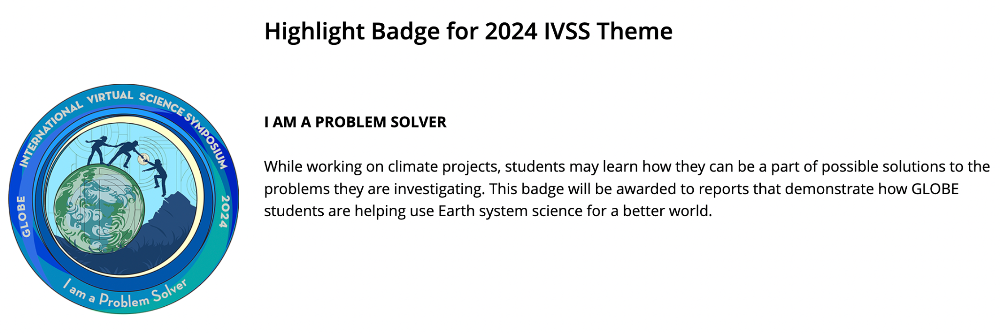 Highlight Badge for 2024 IVSS Theme
INTERNATIONAL VIRTUAL SCIENCE SYMPOSIUM
GLOBE
2024
I am a Problem Solver
I AM A PROBLEM SOLVER
While working on climate projects, students may learn how they can be a part of possible solutions to the
problems they are investigating. This badge will be awarded to reports that demonstrate how GLOBE
students are helping use Earth system science for a better world.